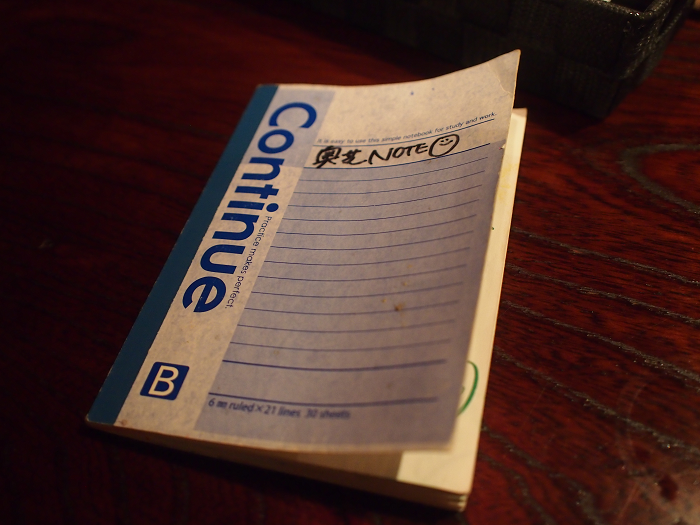 It is easy to use this simple notebook for study and work.
奥芝NOTE
Continue
Practice makes perfect.
B
6 mm ruled×21 lines 30 sheets